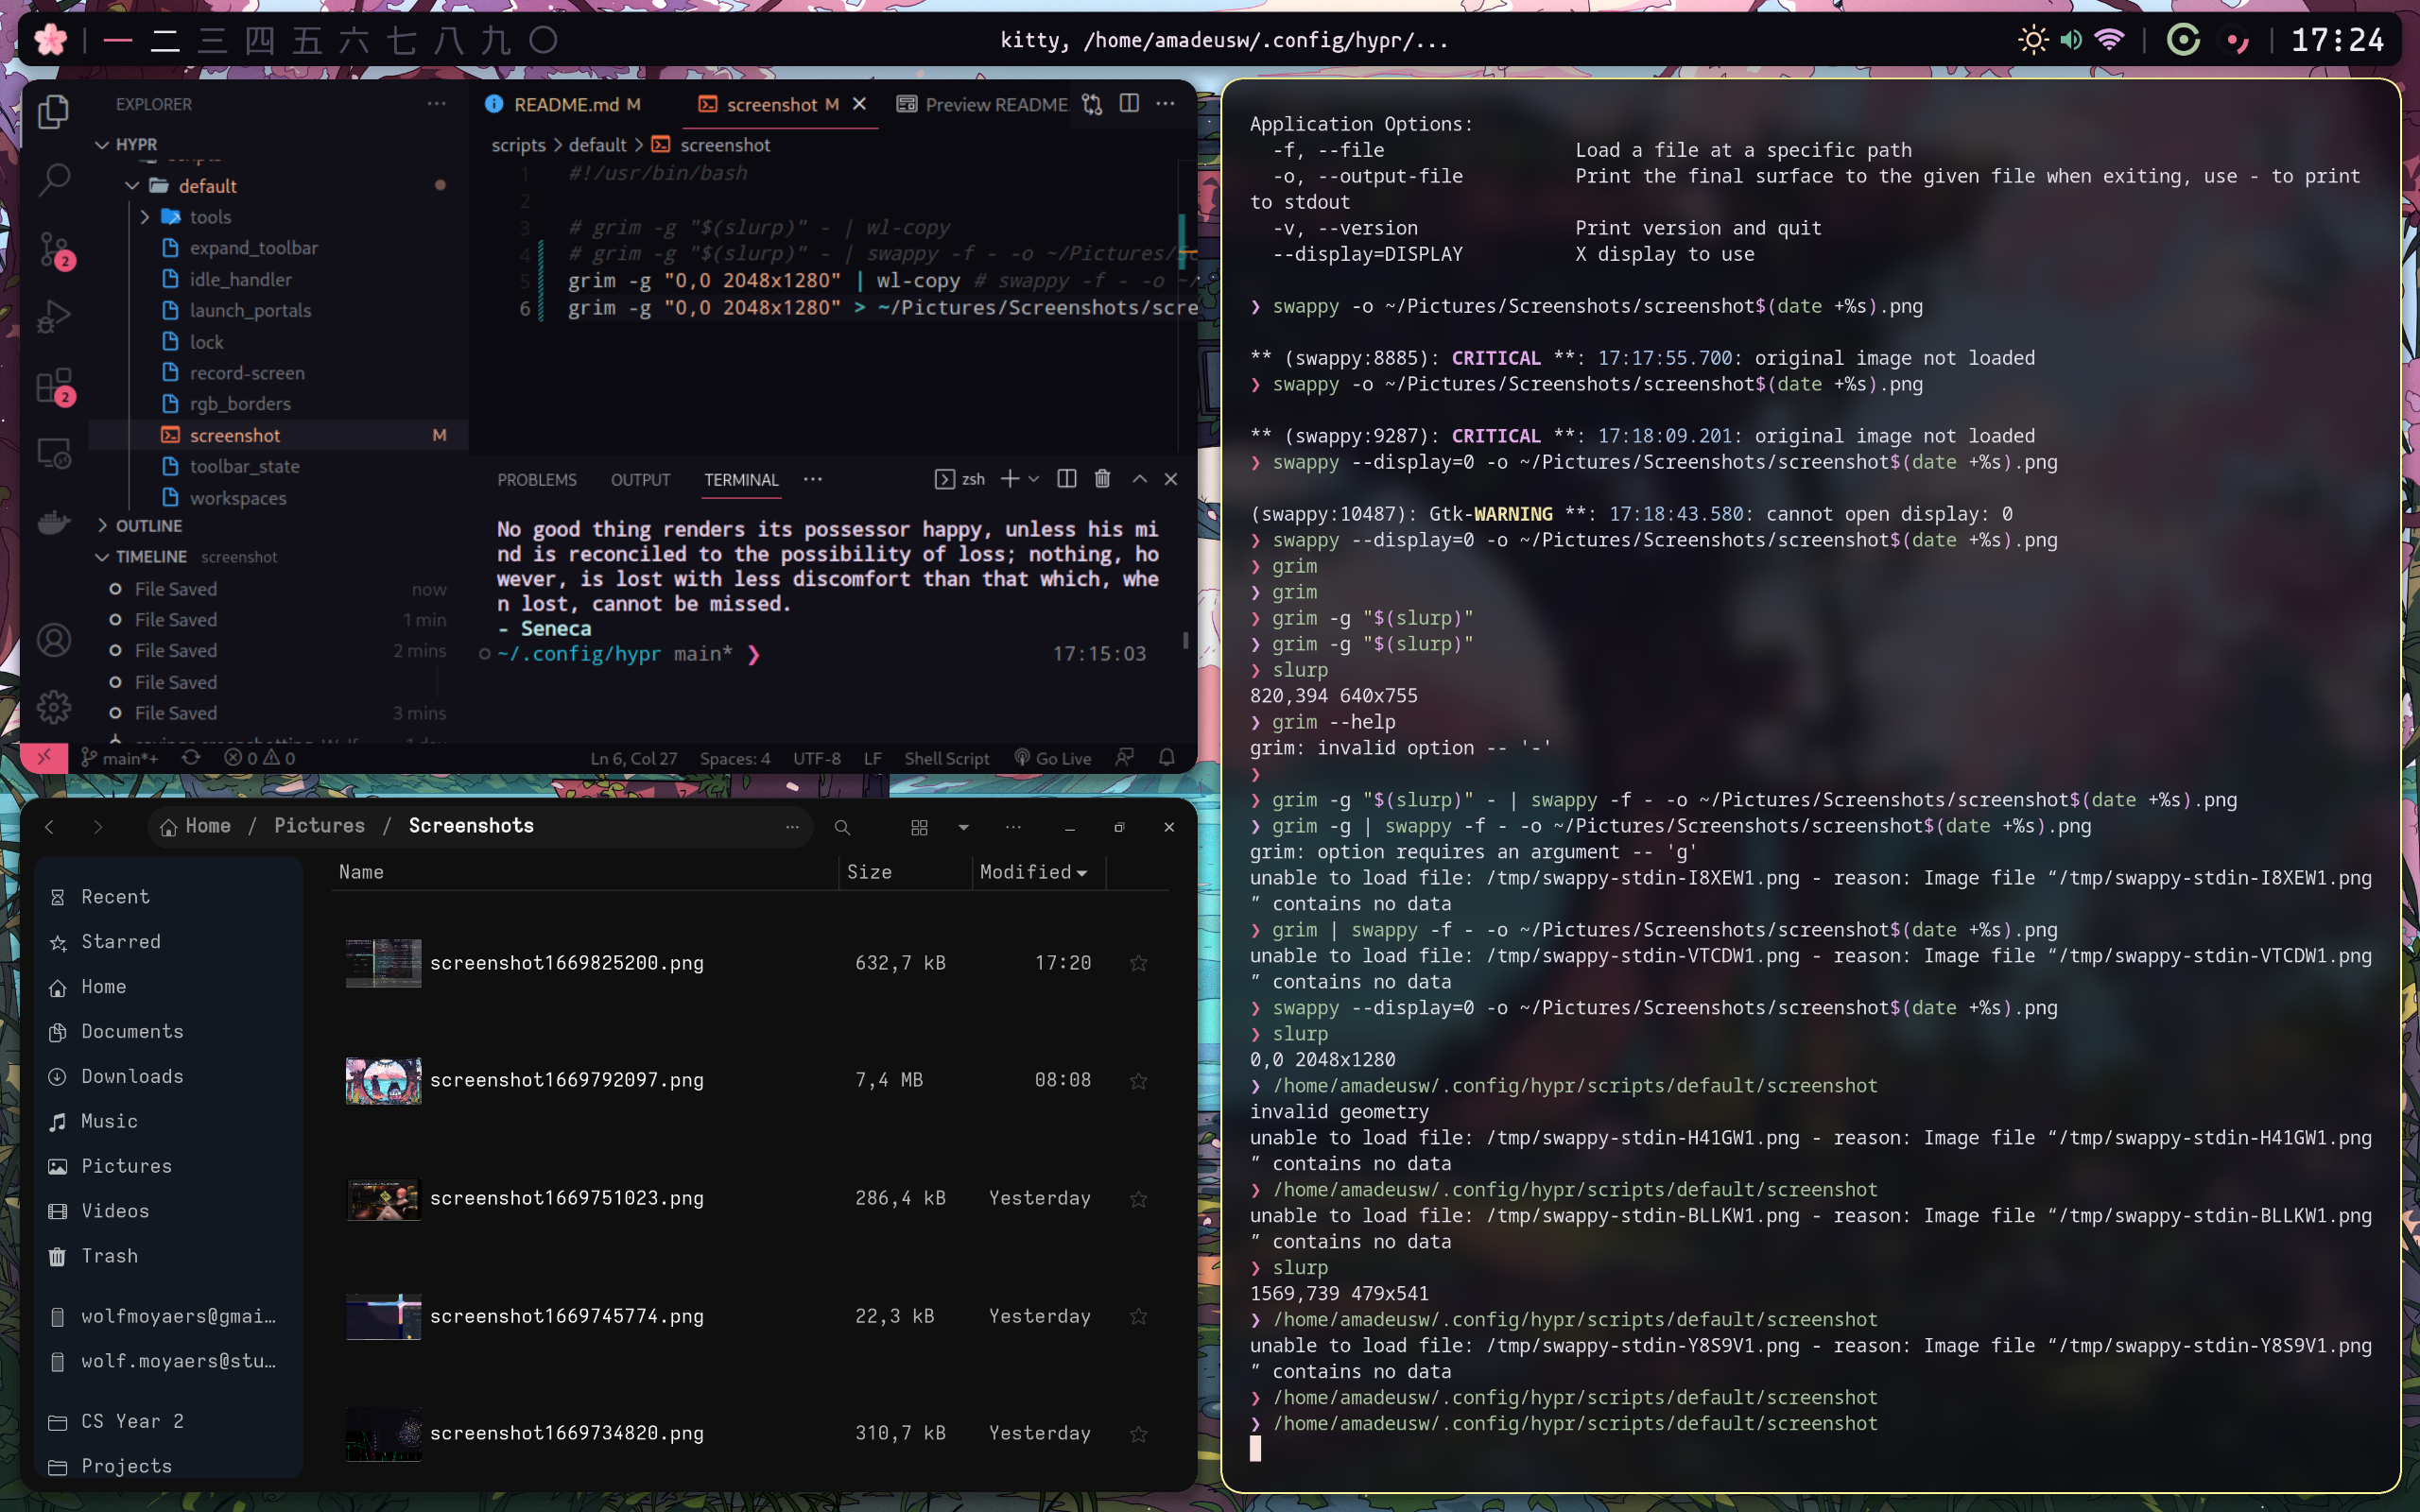 一 二 三 四 五 六 七 八 九 〇
kitty, /home/amadeusw/.config/hypr/...
17:24
EXPLORER
HYPR
default
tools
expand_toolbar
idle_handler
launch_portals
lock
record-screen
rgb_borders
screenshot M
toolbar_state
workspaces
OUTLINE
TIMELINE screenshot
File Saved now
File Saved 1 min
File Saved 2 mins
File Saved
File Saved 3 mins
2
2
README.md M
screenshot M
Preview README
scripts > default > screenshot
1 #!/usr/bin/bash
2
3 # grim -g "$(slurp)" - | wl-copy
4 # grim -g "$(slurp)" - | swappy -f - -o ~/Pictures/Sc
5 grim -g "0,0 2048x1280" | wl-copy # swappy -f - -o ~/
6 grim -g "0,0 2048x1280" > ~/Pictures/Screenshots/scre
PROBLEMS OUTPUT TERMINAL ··· zsh
No good thing renders its possessor happy, unless his mi
nd is reconciled to the possibility of loss; nothing, ho
wever, is lost with less discomfort than that which, whe
n lost, cannot be missed.
- Seneca
~/.config/hypr main* ❯ 17:15:03
main*+ 0 0 Ln 6, Col 27 Spaces: 4 UTF-8 LF Shell Script Go Live
Home / Pictures / Screenshots
Recent
Starred
Home
Documents
Downloads
Music
Pictures
Videos
Trash
wolfmoyaers@gmai…
wolf.moyaers@stu…
CS Year 2
Projects
Name Size Modified
screenshot1669825200.png 632,7 kB 17:20
screenshot1669792097.png 7,4 MB 08:08
screenshot1669751023.png 286,4 kB Yesterday
screenshot1669745774.png 22,3 kB Yesterday
screenshot1669734820.png 310,7 kB Yesterday
Application Options:
-f, --file Load a file at a specific path
-o, --output-file Print the final surface to the given file when exiting, use - to print
to stdout
-v, --version Print version and quit
--display=DISPLAY X display to use
❯ swappy -o ~/Pictures/Screenshots/screenshot$(date +%s).png
** (swappy:8885): CRITICAL **: 17:17:55.700: original image not loaded
❯ swappy -o ~/Pictures/Screenshots/screenshot$(date +%s).png
** (swappy:9287): CRITICAL **: 17:18:09.201: original image not loaded
❯ swappy --display=0 -o ~/Pictures/Screenshots/screenshot$(date +%s).png
(swappy:10487): Gtk-WARNING **: 17:18:43.580: cannot open display: 0
❯ swappy --display=0 -o ~/Pictures/Screenshots/screenshot$(date +%s).png
❯ grim
❯ grim
❯ grim -g "$(slurp)"
❯ grim -g "$(slurp)"
❯ slurp
820,394 640x755
❯ grim --help
grim: invalid option -- '-'
❯
❯ grim -g "$(slurp)" - | swappy -f - -o ~/Pictures/Screenshots/screenshot$(date +%s).png
❯ grim -g | swappy -f - -o ~/Pictures/Screenshots/screenshot$(date +%s).png
grim: option requires an argument -- 'g'
unable to load file: /tmp/swappy-stdin-I8XEW1.png - reason: Image file “/tmp/swappy-stdin-I8XEW1.png
” contains no data
❯ grim | swappy -f - -o ~/Pictures/Screenshots/screenshot$(date +%s).png
unable to load file: /tmp/swappy-stdin-VTCDW1.png - reason: Image file “/tmp/swappy-stdin-VTCDW1.png
” contains no data
❯ swappy --display=0 -o ~/Pictures/Screenshots/screenshot$(date +%s).png
❯ slurp
0,0 2048x1280
❯ /home/amadeusw/.config/hypr/scripts/default/screenshot
invalid geometry
unable to load file: /tmp/swappy-stdin-H41GW1.png - reason: Image file “/tmp/swappy-stdin-H41GW1.png
” contains no data
❯ /home/amadeusw/.config/hypr/scripts/default/screenshot
unable to load file: /tmp/swappy-stdin-BLLKW1.png - reason: Image file “/tmp/swappy-stdin-BLLKW1.png
” contains no data
❯ slurp
1569,739 479x541
❯ /home/amadeusw/.config/hypr/scripts/default/screenshot
unable to load file: /tmp/swappy-stdin-Y8S9V1.png - reason: Image file “/tmp/swappy-stdin-Y8S9V1.png
” contains no data
❯ /home/amadeusw/.config/hypr/scripts/default/screenshot
❯ /home/amadeusw/.config/hypr/scripts/default/screenshot